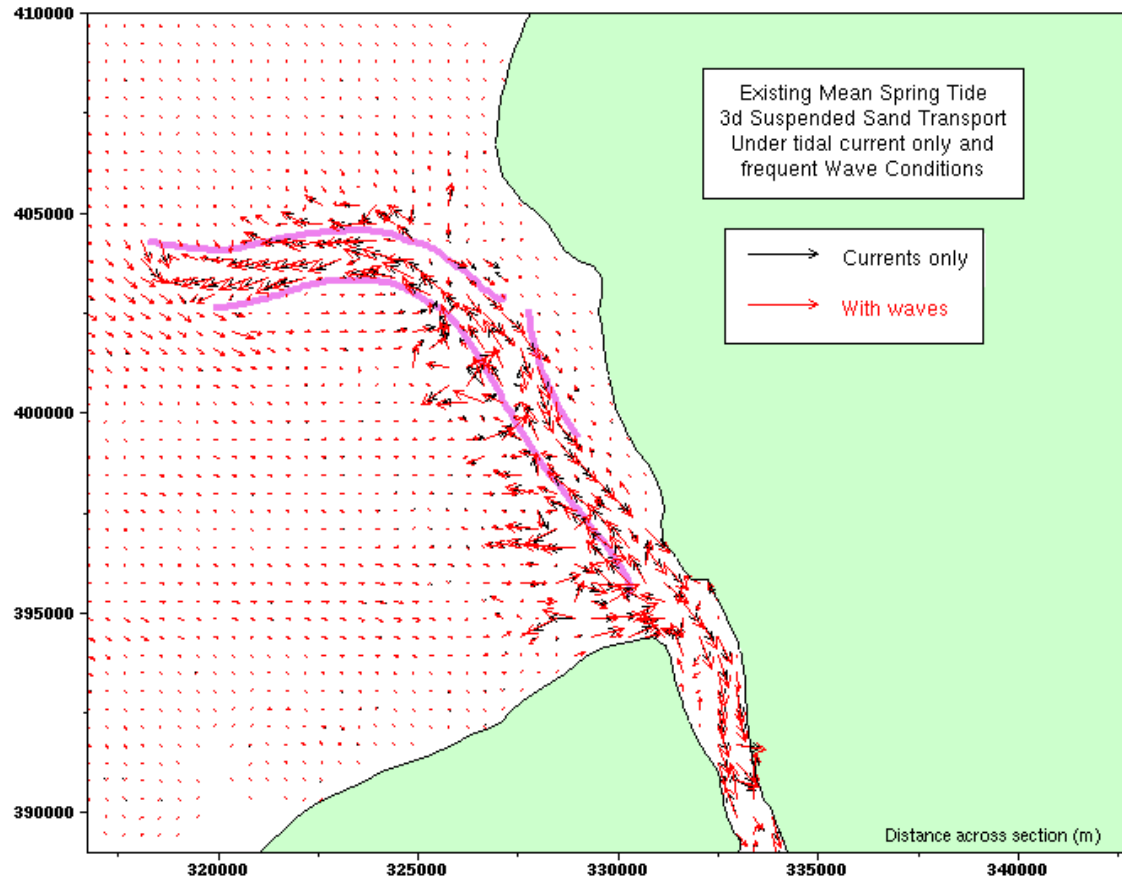 410000
Existing Mean Spring Tide
3d Suspended Sand Transport
Under tidal current only and
frequent Wave Conditions
405000
Currents only
With waves
400000
395000
390000
Distance across section (m)
320000 325000 330000 335000 340000